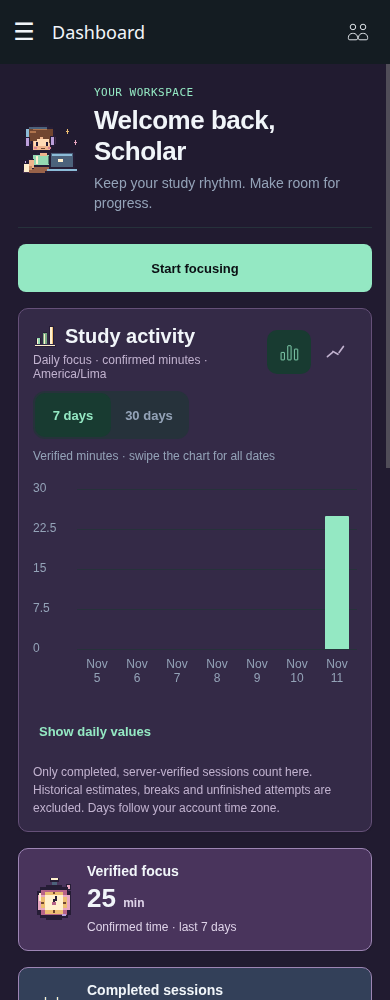 Dashboard
YOUR WORKSPACE
Welcome back,
Scholar
Keep your study rhythm. Make room for
progress.
Start focusing
Study activity
Daily focus · confirmed minutes ·
America/Lima
7 days
30 days
Verified minutes · swipe the chart for all dates
30
22.5
15
7.5
0
Nov 5
Nov 6
Nov 7
Nov 8
Nov 9
Nov 10
Nov 11
Show daily values
Only completed, server-verified sessions count here.
Historical estimates, breaks and unfinished attempts are
excluded. Days follow your account time zone.
Verified focus
25 min
Confirmed time · last 7 days
Completed sessions